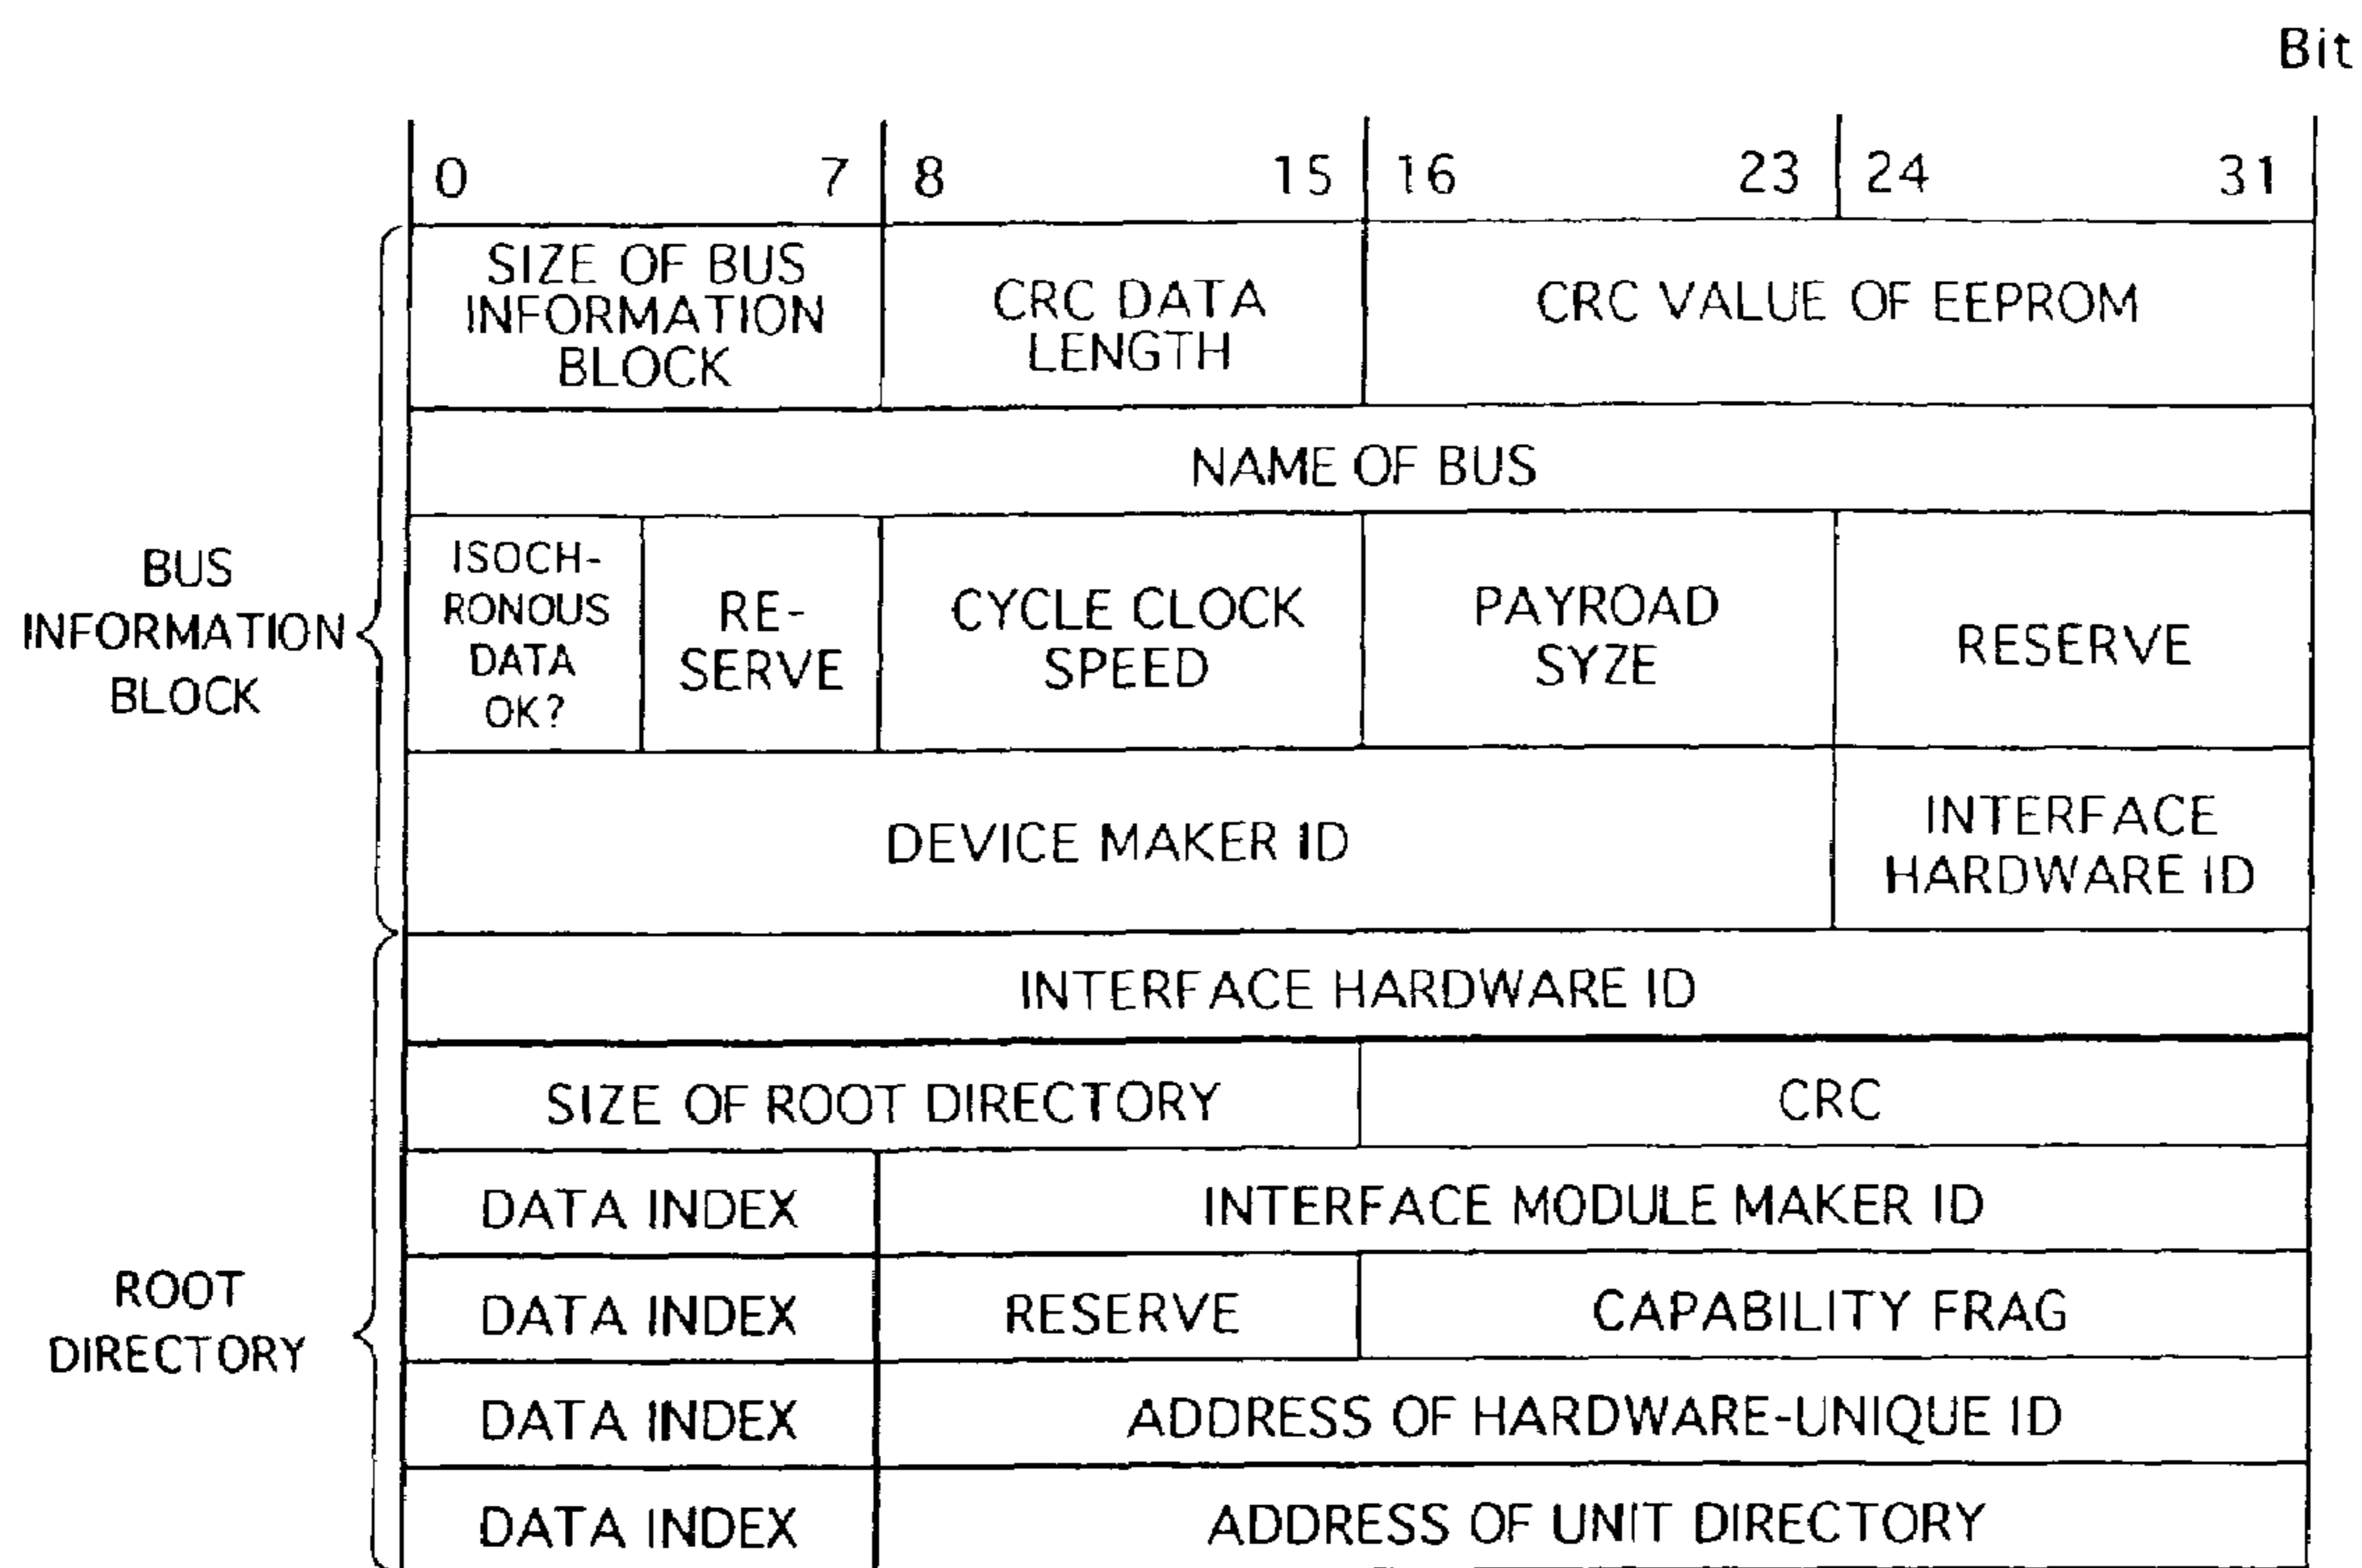 Bit
0 7 8 15 16 23 24 31
SIZE OF BUS
INFORMATION
BLOCK
CRC DATA
LENGTH
CRC VALUE OF EEPROM
NAME OF BUS
BUS
INFORMATION
BLOCK
ISOCH-
RONOUS
DATA
OK?
RE-
SERVE
CYCLE CLOCK
SPEED
PAYROAD
SYZE
RESERVE
DEVICE MAKER ID
INTERFACE
HARDWARE ID
INTERFACE HARDWARE ID
SIZE OF ROOT DIRECTORY
CRC
DATA INDEX
INTERFACE MODULE MAKER ID
ROOT
DIRECTORY
DATA INDEX
RESERVE
CAPABILITY FRAG
DATA INDEX
ADDRESS OF HARDWARE-UNIQUE ID
DATA INDEX
ADDRESS OF UNIT DIRECTORY